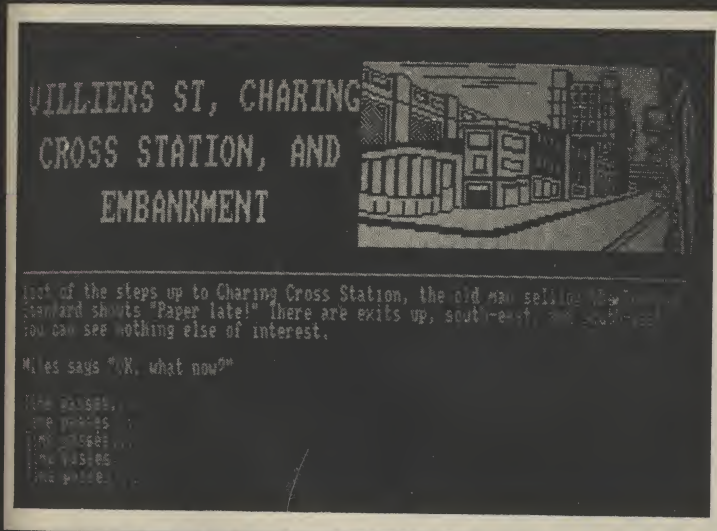 VILLIERS ST, CHARING
CROSS STATION, AND
EMBANKMENT
of the steps up to Charing Cross Station, the old man selling
Standard shouts "Paper late!" There are exits up, south-east, and
You can see nothing else of interest.
Miles says "OK, what now?"
Time passes...
Time passes...
Time passes...
Time passes...
Time passes...